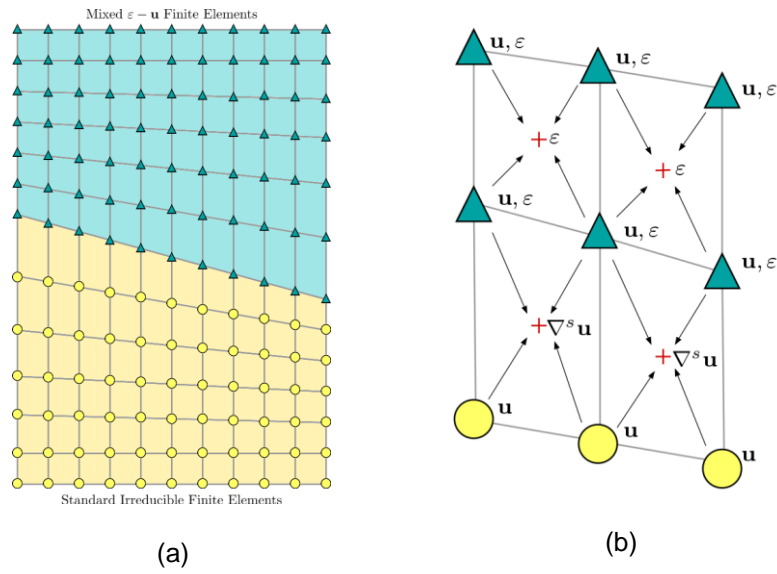 Mixed ε − u Finite Elements
Standard Irreducible Finite Elements
(a)
u, ε
u, ε
u, ε
+ ε
+ ε
u, ε
u, ε
u, ε
+ ∇ˢu
+ ∇ˢu
u
u
u
(b)